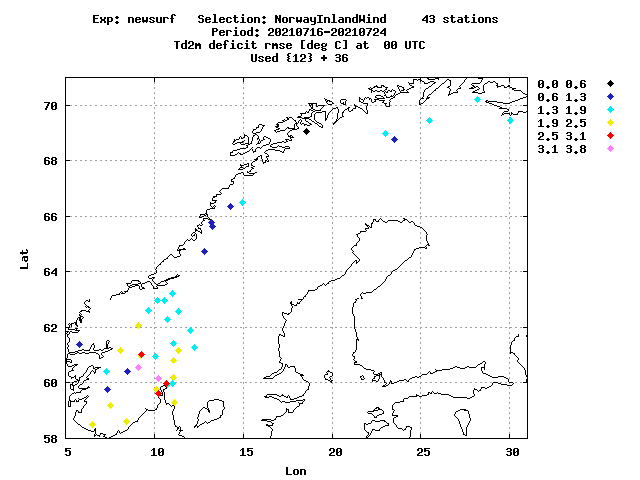 Exp: newsurf Selection: NorwayInlandWind 43 stations
Period: 20210716-20210724
Td2m deficit rmse [deg C] at 00 UTC
Used {12} + 36
0.0 0.6
0.6 1.3
1.3 1.9
1.9 2.5
2.5 3.1
3.1 3.8
70
68
66
64
62
60
58
Lat
5 10 15 20 25 30
Lon